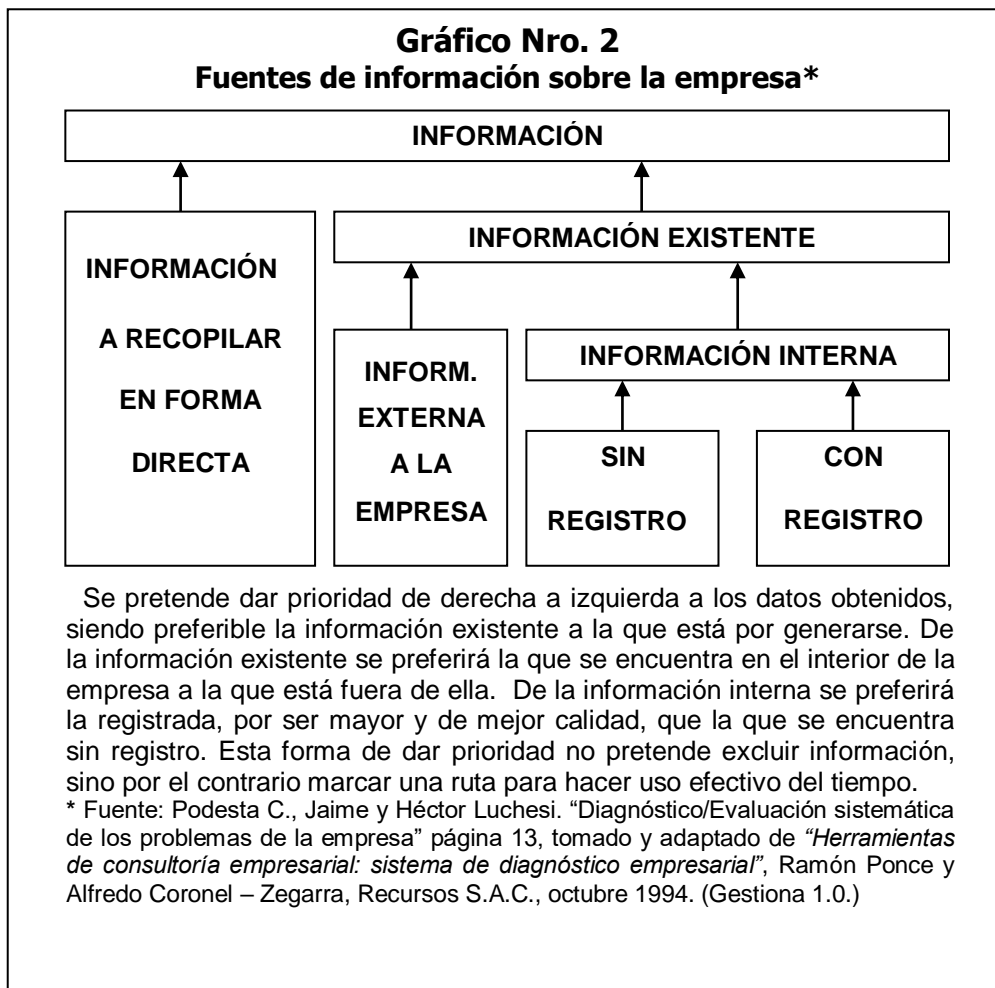 Gráfico Nro. 2
Fuentes de información sobre la empresa*
INFORMACIÓN
INFORMACIÓN
A RECOPILAR
EN FORMA
DIRECTA
INFORMACIÓN EXISTENTE
INFORM.
EXTERNA
A LA
EMPRESA
INFORMACIÓN INTERNA
SIN
REGISTRO
CON
REGISTRO
Se pretende dar prioridad de derecha a izquierda a los datos obtenidos,
siendo preferible la información existente a la que está por generarse. De
la información existente se preferirá la que se encuentra en el interior de la
empresa a la que está fuera de ella. De la información interna se preferirá
la registrada, por ser mayor y de mejor calidad, que la que se encuentra
sin registro. Esta forma de dar prioridad no pretende excluir información,
sino por el contrario marcar una ruta para hacer uso efectivo del tiempo.
* Fuente: Podesta C., Jaime y Héctor Luchesi. “Diagnóstico/Evaluación sistemática
de los problemas de la empresa” página 13, tomado y adaptado de “Herramientas
de consultoría empresarial: sistema de diagnóstico empresarial”, Ramón Ponce y
Alfredo Coronel – Zegarra, Recursos S.A.C., octubre 1994. (Gestiona 1.0.)